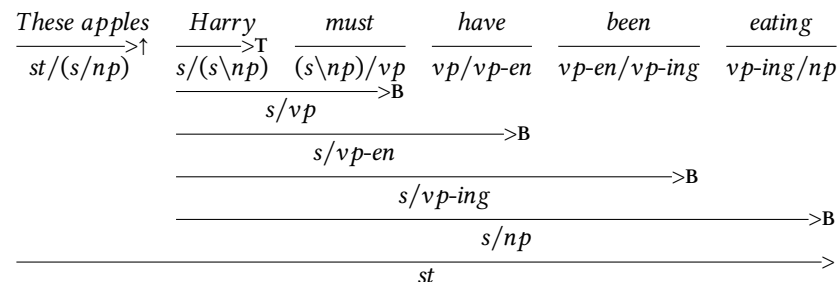 These apples Harry must have been eating
>↑ >T
st/(s/np) s/(s\np) (s\np)/vp vp/vp-en vp-en/vp-ing vp-ing/np
>B
s/vp
>B
s/vp-en
>B
s/vp-ing
>B
s/np
>
st